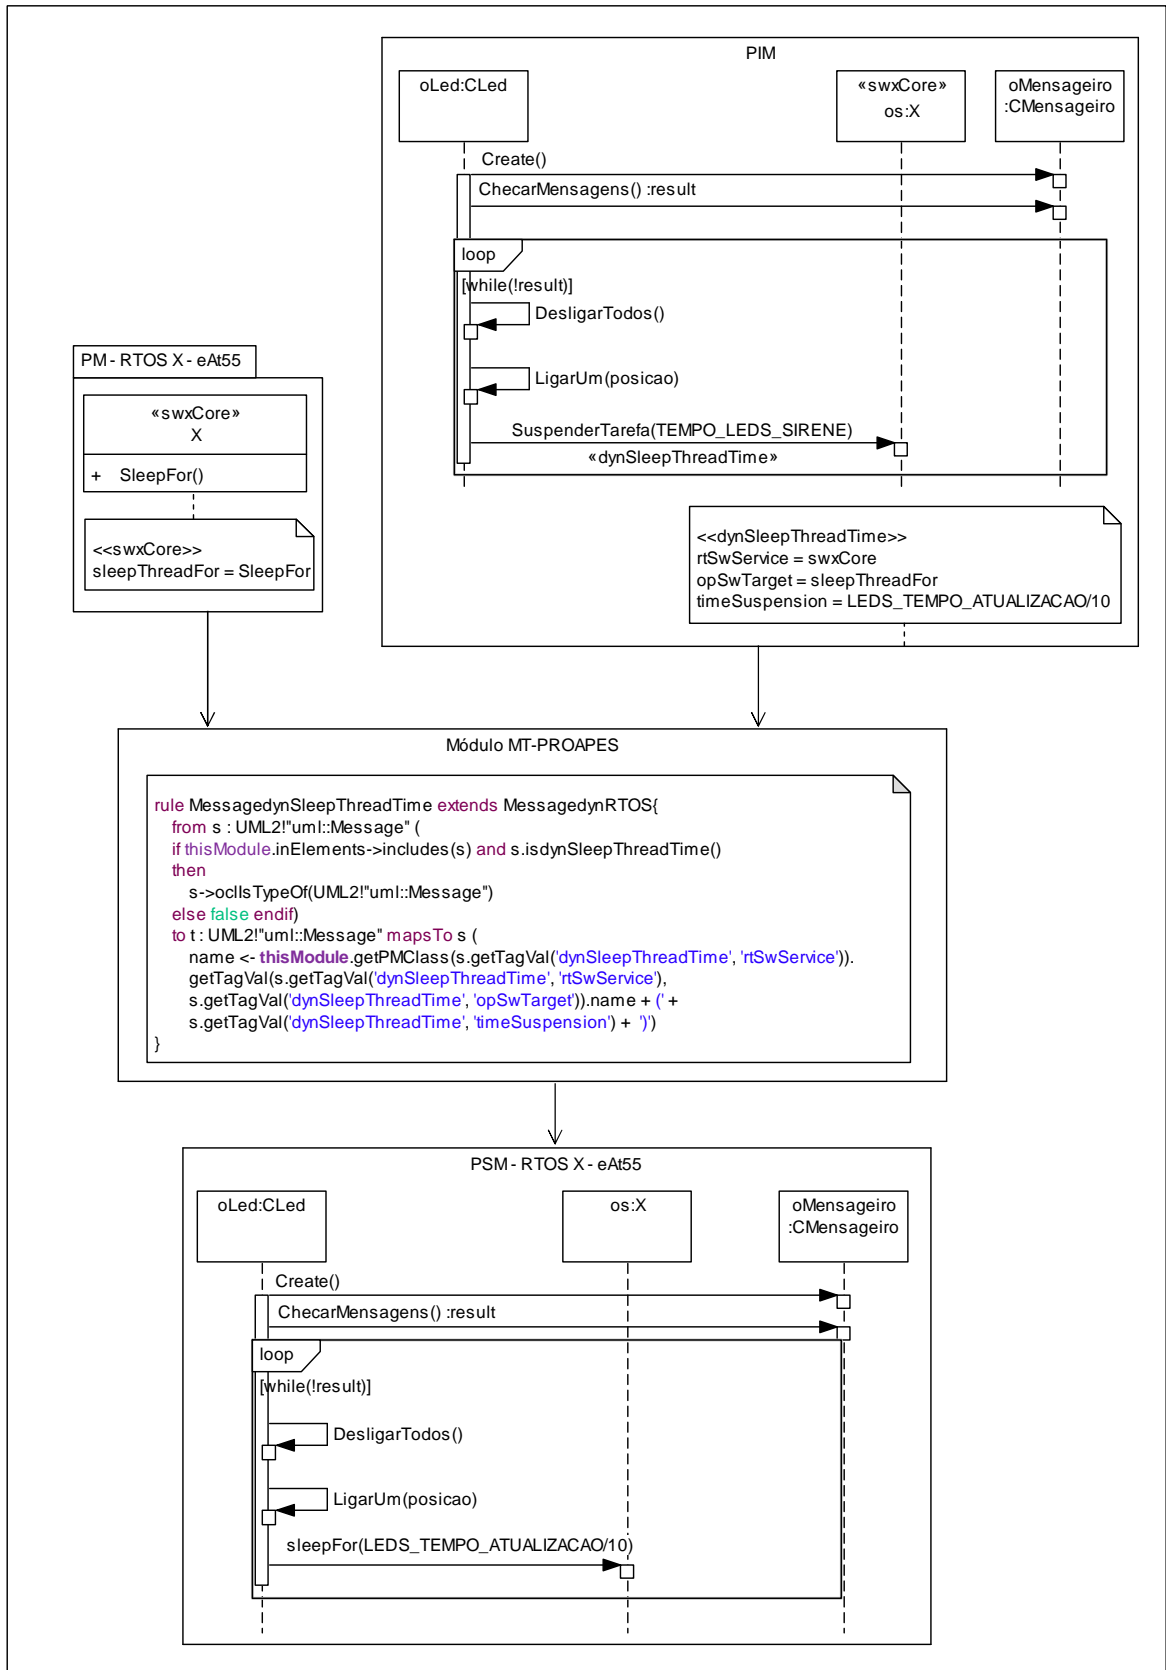 PIM
oLed:CLed
«swxCore»
os:X
oMensageiro
:CMensageiro
Create()
ChecarMensagens() :result
loop
[while(!result)]
DesligarTodos()
LigarUm(posicao)
SuspenderTarefa(TEMPO_LEDS_SIRENE)
«dynSleepThreadTime»
<<dynSleepThreadTime>>
rtSwService = swxCore
opSwTarget = sleepThreadFor
timeSuspension = LEDS_TEMPO_ATUALIZACAO/10
PM - RTOS X - eAt55
«swxCore»
X
+ SleepFor()
<<swxCore>>
sleepThreadFor = SleepFor
Módulo MT-PROAPES
rule MessagedynSleepThreadTime extends MessagedynRTOS{
from s : UML2!"uml::Message" (
if thisModule.inElements->includes(s) and s.isdynSleepThreadTime()
then
s->oclIsTypeOf(UML2!"uml::Message")
else false endif)
to t : UML2!"uml::Message" mapsTo s (
name <- thisModule.getPMClass(s.getTagVal('dynSleepThreadTime', 'rtSwService')).
getTagVal(s.getTagVal('dynSleepThreadTime', 'rtSwService'),
s.getTagVal('dynSleepThreadTime', 'opSwTarget')).name + (' +
s.getTagVal('dynSleepThreadTime', 'timeSuspension') + ')')
}
PSM - RTOS X - eAt55
oLed:CLed
os:X
oMensageiro
:CMensageiro
Create()
ChecarMensagens() :result
loop
[while(!result)]
DesligarTodos()
LigarUm(posicao)
sleepFor(LEDS_TEMPO_ATUALIZACAO/10)